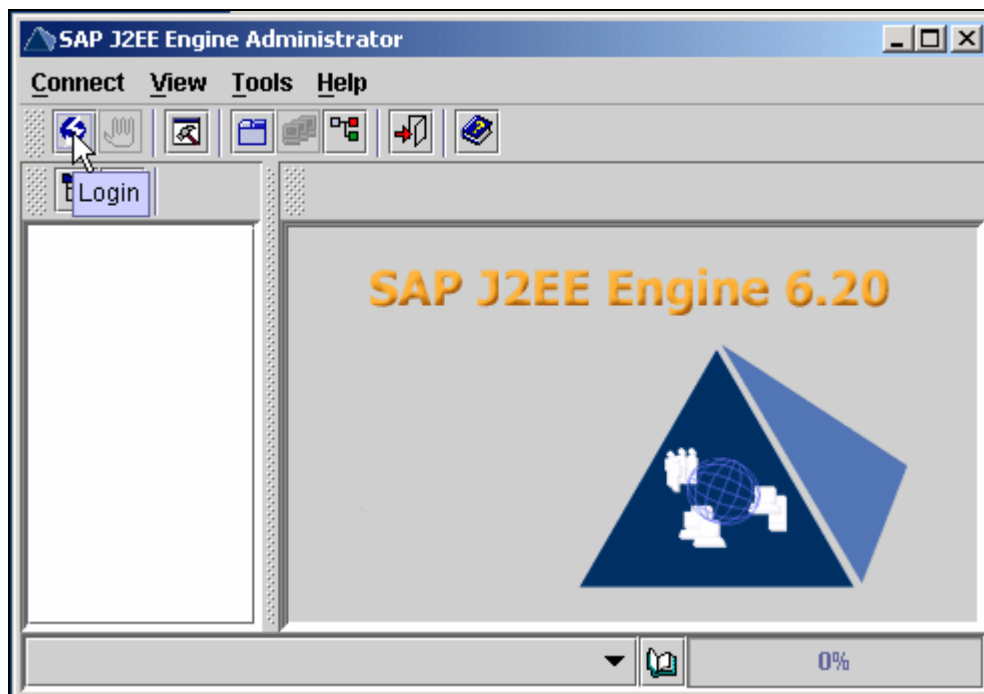 SAP J2EE Engine Administrator
Connect View Tools Help
Login
SAP J2EE Engine 6.20
0%